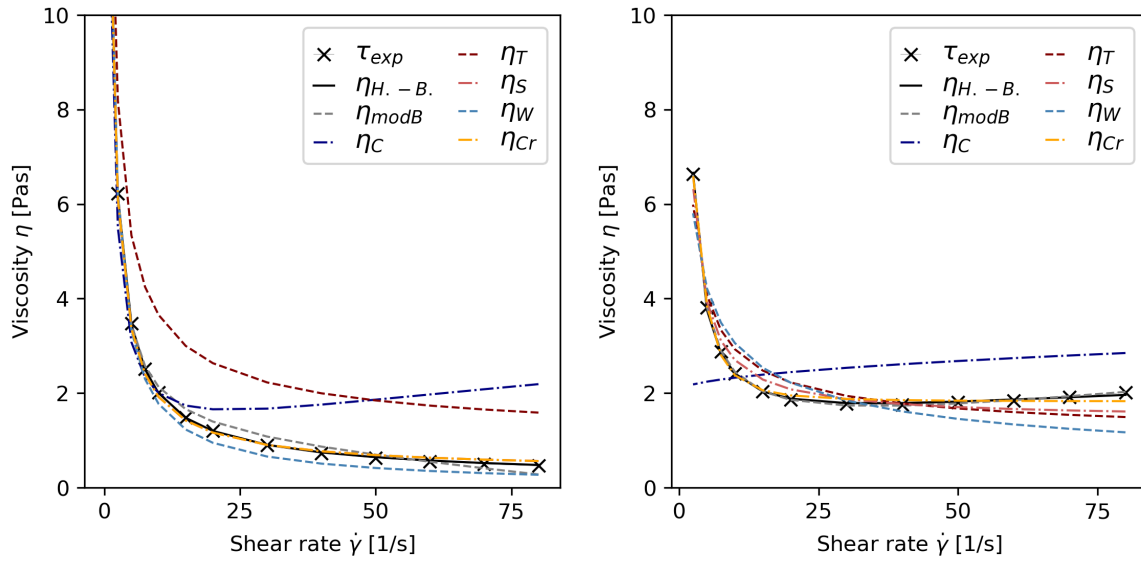 10
8
6
4
2
0
Viscosity η [Pas]
0
25
50
75
Shear rate γ̇ [1/s]
τ_exp
η_H.-B.
η_modB
η_C
η_T
η_S
η_W
η_Cr
10
8
6
4
2
0
Viscosity η [Pas]
0
25
50
75
Shear rate γ̇ [1/s]
τ_exp
η_H.-B.
η_modB
η_C
η_T
η_S
η_W
η_Cr